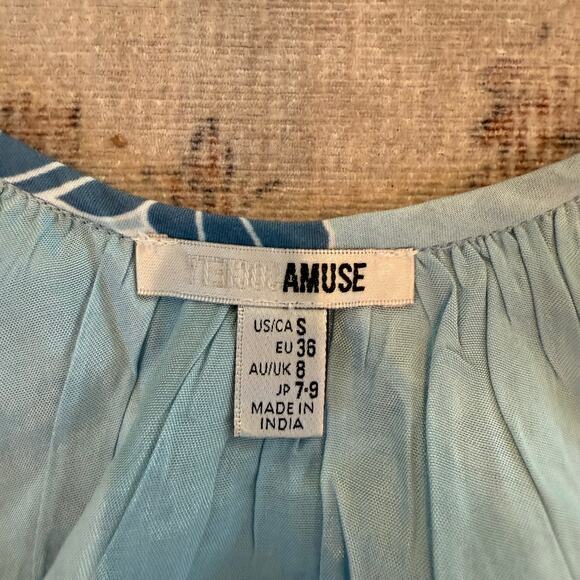 AMUSE
US/CA S
EU 36
AU/UK 8
JP 7-9
MADE IN
INDIA